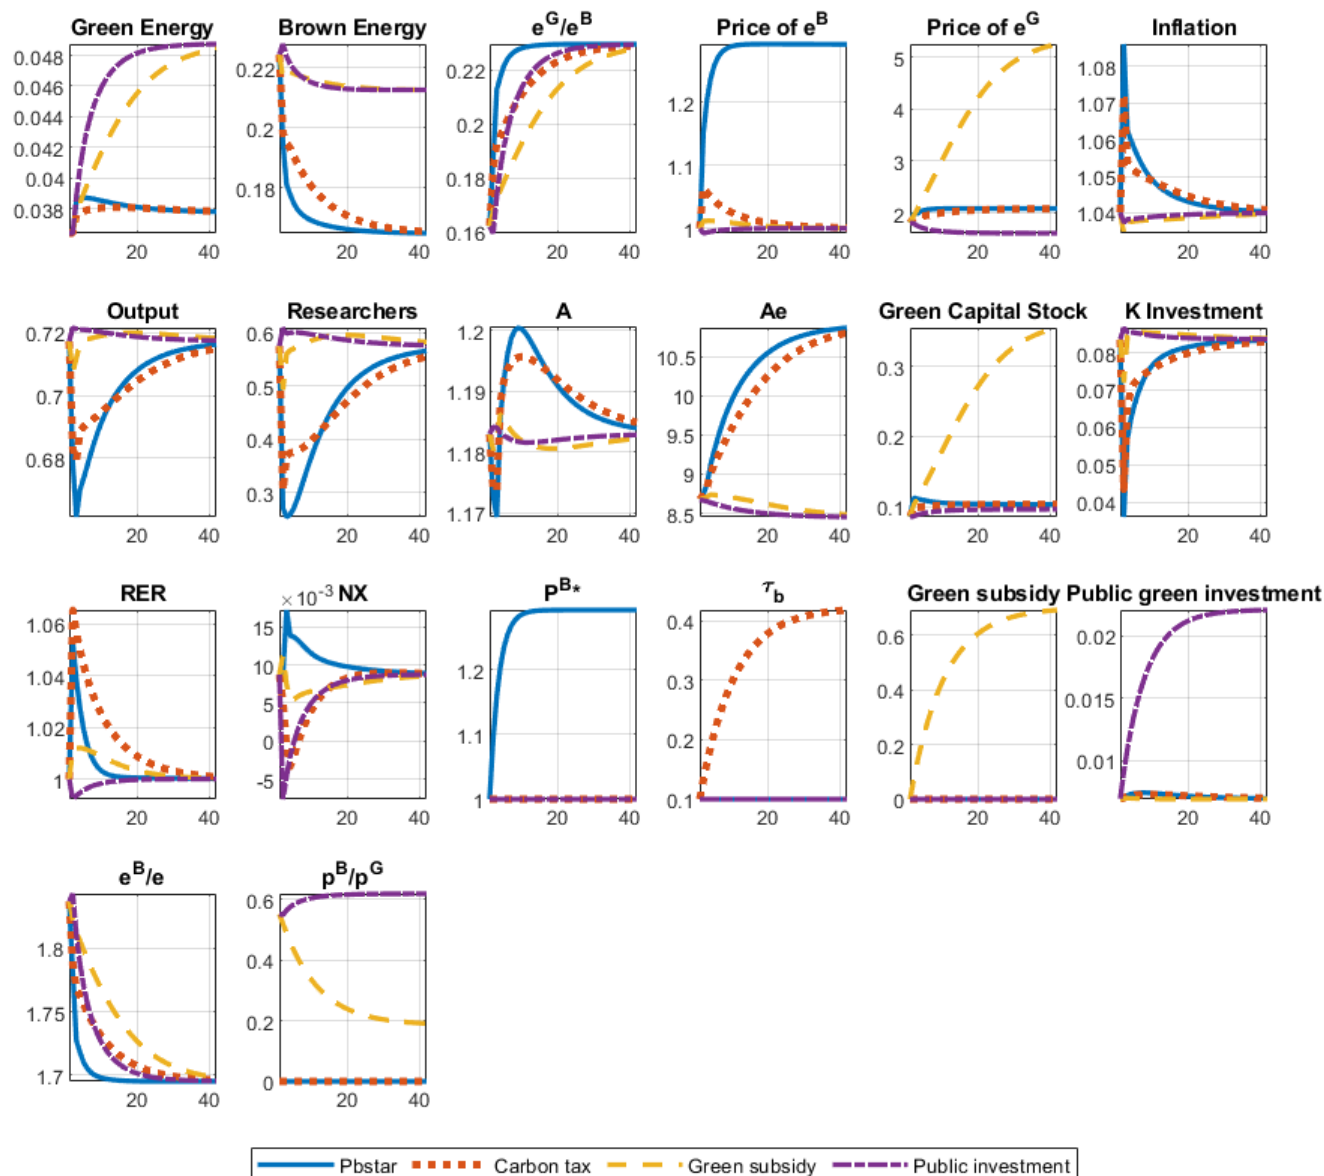 Green Energy Brown Energy e^G/e^B Price of e^B Price of e^G Inflation
0.048 0.046 0.044 0.042 0.04 0.038 20 40
0.22 0.2 0.18 20 40
0.22 0.2 0.18 0.16 20 40
1.2 1.1 1 20 40
5 4 3 2 20 40
1.08 1.07 1.06 1.05 1.04 20 40
Output Researchers A Ae Green Capital Stock K Investment
0.72 0.7 0.68 20 40
0.6 0.5 0.4 0.3 20 40
1.2 1.19 1.18 1.17 20 40
10.5 10 9.5 9 8.5 20 40
0.3 0.2 0.1 20 40
0.08 0.07 0.06 0.05 0.04 20 40
RER × 10^-3 NX P^B* τ_b Green subsidy Public green investment
1.06 1.04 1.02 1 20 40
15 10 5 0 -5 20 40
1.2 1.1 1 20 40
0.4 0.3 0.2 0.1 20 40
0.6 0.4 0.2 0 20 40
0.02 0.015 0.01 20 40
e^B/e p^B/p^G
1.8 1.75 1.7 20 40
0.6 0.4 0.2 0 20 40
Pbstar Carbon tax Green subsidy Public investment